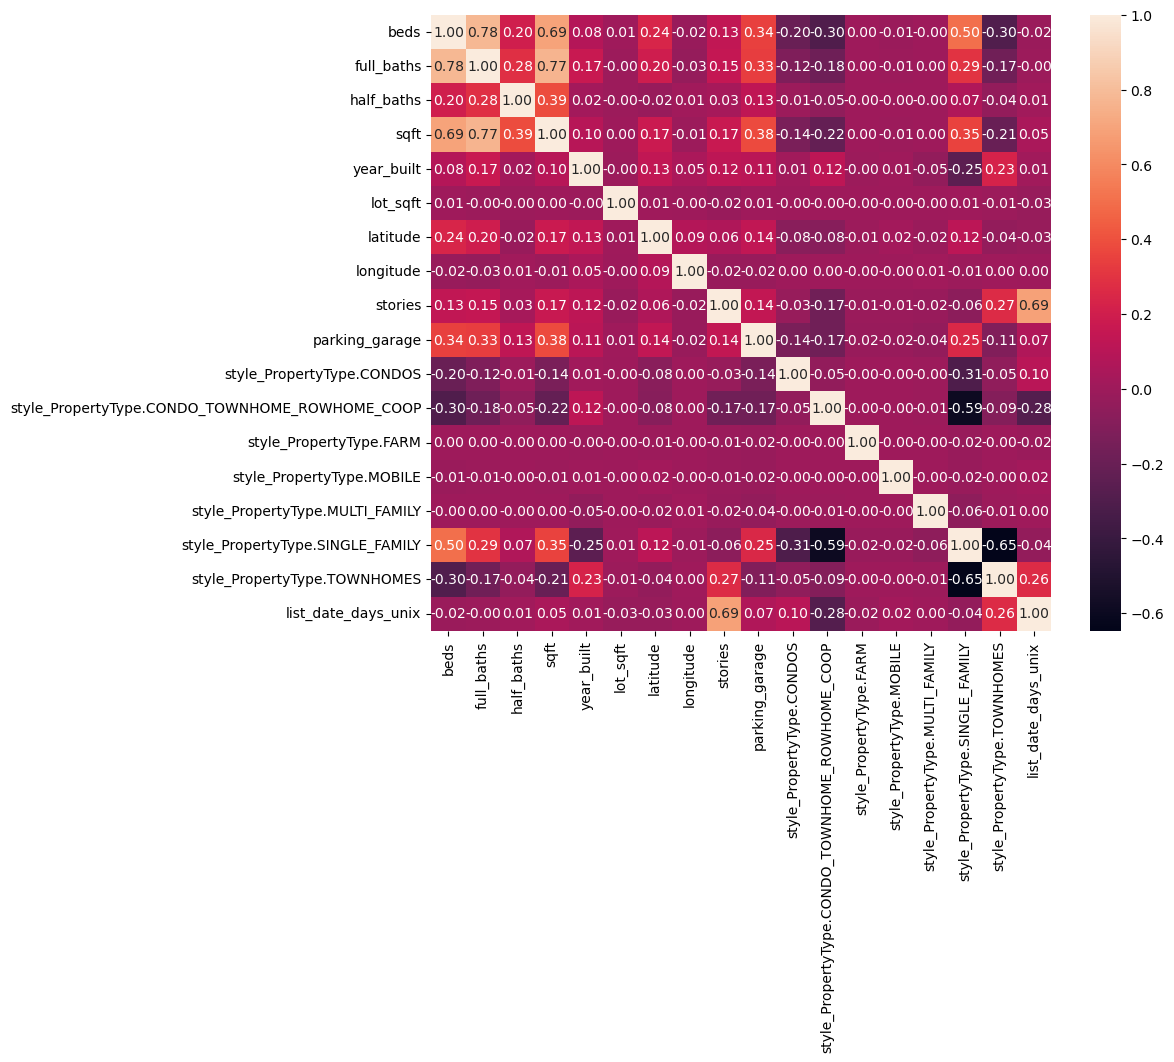 beds 1.00 0.78 0.20 0.69 0.08 0.01 0.24 -0.02 0.13 0.34 -0.20 -0.30 0.00 -0.01 -0.00 0.50 -0.30 -0.02
full_baths 0.78 1.00 0.28 0.77 0.17 -0.00 0.20 -0.03 0.15 0.33 -0.12 -0.18 0.00 -0.01 0.00 0.29 -0.17 -0.00
half_baths 0.20 0.28 1.00 0.39 0.02 -0.00 -0.02 0.01 0.03 0.13 -0.01 -0.05 -0.00 -0.00 -0.00 0.07 -0.04 0.01
sqft 0.69 0.77 0.39 1.00 0.10 0.00 0.17 -0.01 0.17 0.38 -0.14 -0.22 0.00 -0.01 0.00 0.35 -0.21 0.05
year_built 0.08 0.17 0.02 0.10 1.00 -0.00 0.13 0.05 0.12 0.11 0.01 0.12 -0.00 0.01 -0.05 -0.25 0.23 0.01
lot_sqft 0.01 -0.00 -0.00 0.00 -0.00 1.00 0.01 -0.00 -0.02 0.01 -0.00 -0.00 -0.00 -0.00 -0.00 0.01 -0.01 -0.03
latitude 0.24 0.20 -0.02 0.17 0.13 0.01 1.00 0.09 0.06 0.14 -0.08 -0.08 -0.01 0.02 -0.02 0.12 -0.04 -0.03
longitude -0.02 -0.03 0.01 -0.01 0.05 -0.00 0.09 1.00 -0.02 -0.02 0.00 0.00 -0.00 -0.00 0.01 -0.01 0.00 0.00
stories 0.13 0.15 0.03 0.17 0.12 -0.02 0.06 -0.02 1.00 0.14 -0.03 -0.17 -0.01 -0.01 -0.02 -0.06 0.27 0.69
parking_garage 0.34 0.33 0.13 0.38 0.11 0.01 0.14 -0.02 0.14 1.00 -0.14 -0.17 -0.02 -0.02 -0.04 0.25 -0.11 0.07
style_PropertyType.CONDOS -0.20 -0.12 -0.01 -0.14 0.01 -0.00 -0.08 0.00 -0.03 -0.14 1.00 -0.05 -0.00 -0.00 -0.00 -0.31 -0.05 0.10
style_PropertyType.CONDO_TOWNHOME_ROWHOME_COOP -0.30 -0.18 -0.05 -0.22 0.12 -0.00 -0.08 0.00 -0.17 -0.17 -0.05 1.00 -0.00 -0.00 -0.01 -0.59 -0.09 -0.28
style_PropertyType.FARM 0.00 0.00 -0.00 0.00 -0.00 -0.00 -0.01 -0.00 -0.01 -0.02 -0.00 -0.00 1.00 -0.00 -0.00 -0.02 -0.00 -0.02
style_PropertyType.MOBILE -0.01 -0.01 -0.00 -0.01 0.01 -0.00 0.02 -0.00 -0.01 -0.02 -0.00 -0.00 -0.00 1.00 -0.00 -0.02 -0.00 0.02
style_PropertyType.MULTI_FAMILY -0.00 0.00 -0.00 0.00 -0.05 -0.00 -0.02 0.01 -0.02 -0.04 -0.00 -0.01 -0.00 -0.00 1.00 -0.06 -0.01 0.00
style_PropertyType.SINGLE_FAMILY 0.50 0.29 0.07 0.35 -0.25 0.01 0.12 -0.01 -0.06 0.25 -0.31 -0.59 -0.02 -0.02 -0.06 1.00 -0.65 -0.04
style_PropertyType.TOWNHOMES -0.30 -0.17 -0.04 -0.21 0.23 -0.01 -0.04 0.00 0.27 -0.11 -0.05 -0.09 -0.00 -0.00 -0.01 -0.65 1.00 0.26
list_date_days_unix -0.02 -0.00 0.01 0.05 0.01 -0.03 -0.03 0.00 0.69 0.07 0.10 -0.28 -0.02 0.02 0.00 -0.04 0.26 1.00
beds
full_baths
half_baths
sqft
year_built
lot_sqft
latitude
longitude
stories
parking_garage
style_PropertyType.CONDOS
style_PropertyType.CONDO_TOWNHOME_ROWHOME_COOP
style_PropertyType.FARM
style_PropertyType.MOBILE
style_PropertyType.MULTI_FAMILY
style_PropertyType.SINGLE_FAMILY
style_PropertyType.TOWNHOMES
list_date_days_unix
1.0
0.8
0.6
0.4
0.2
0.0
−0.2
−0.4
−0.6